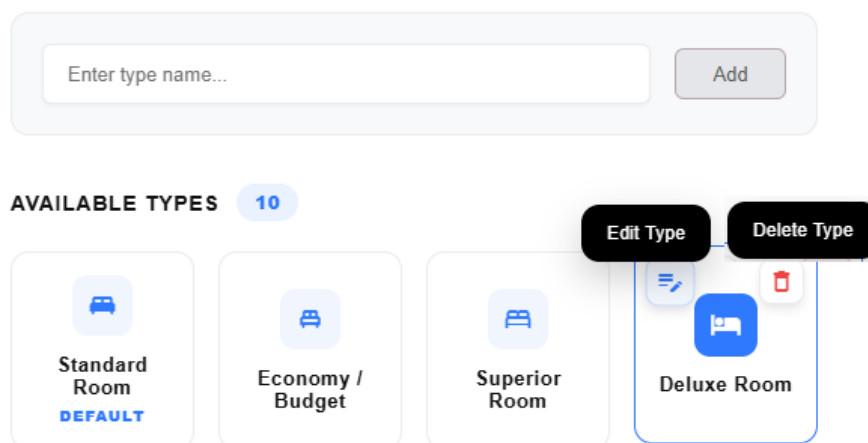 Enter type name...
Add
AVAILABLE TYPES 10
Edit Type
Delete Type
Standard
Room
DEFAULT
Economy /
Budget
Superior
Room
Deluxe Room